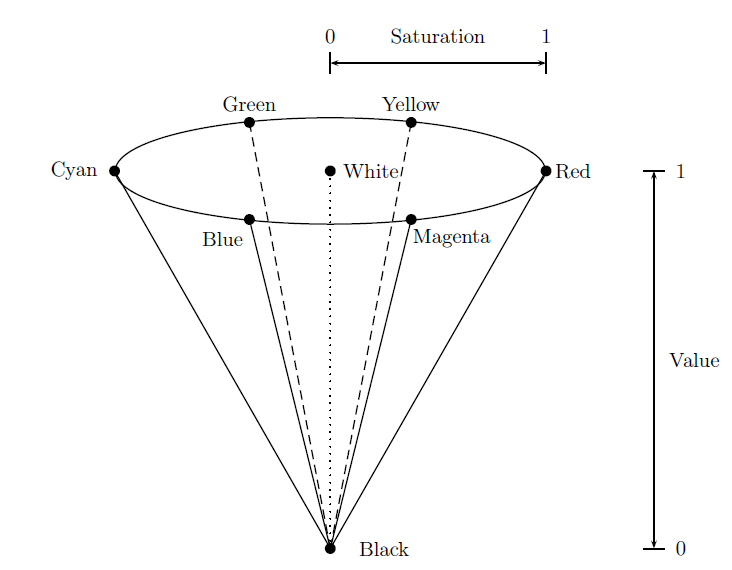 0 Saturation 1
Green Yellow
Cyan White Red 1
Blue Magenta
Value
Black 0